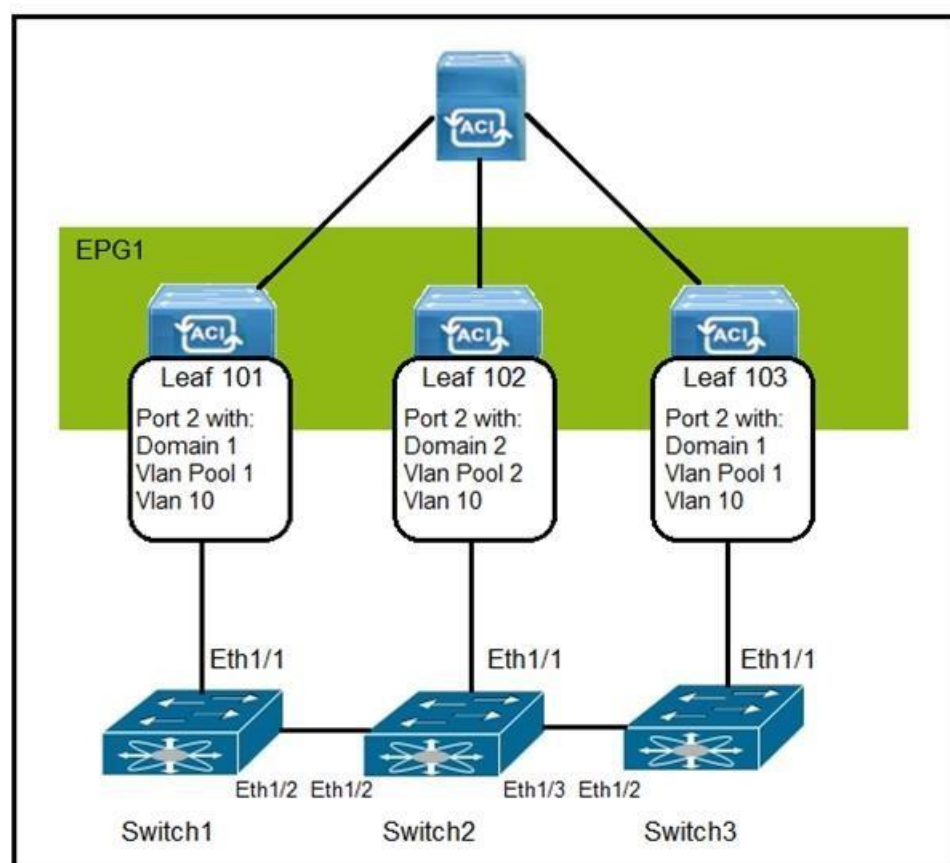 ACI
EPG1
ACI
ACI
ACI
Leaf 101
Port 2 with:
Domain 1
Vlan Pool 1
Vlan 10
Leaf 102
Port 2 with:
Domain 2
Vlan Pool 2
Vlan 10
Leaf 103
Port 2 with:
Domain 1
Vlan Pool 1
Vlan 10
Eth1/1
Eth1/1
Eth1/1
Eth1/2
Eth1/2
Eth1/3
Eth1/2
Switch1
Switch2
Switch3